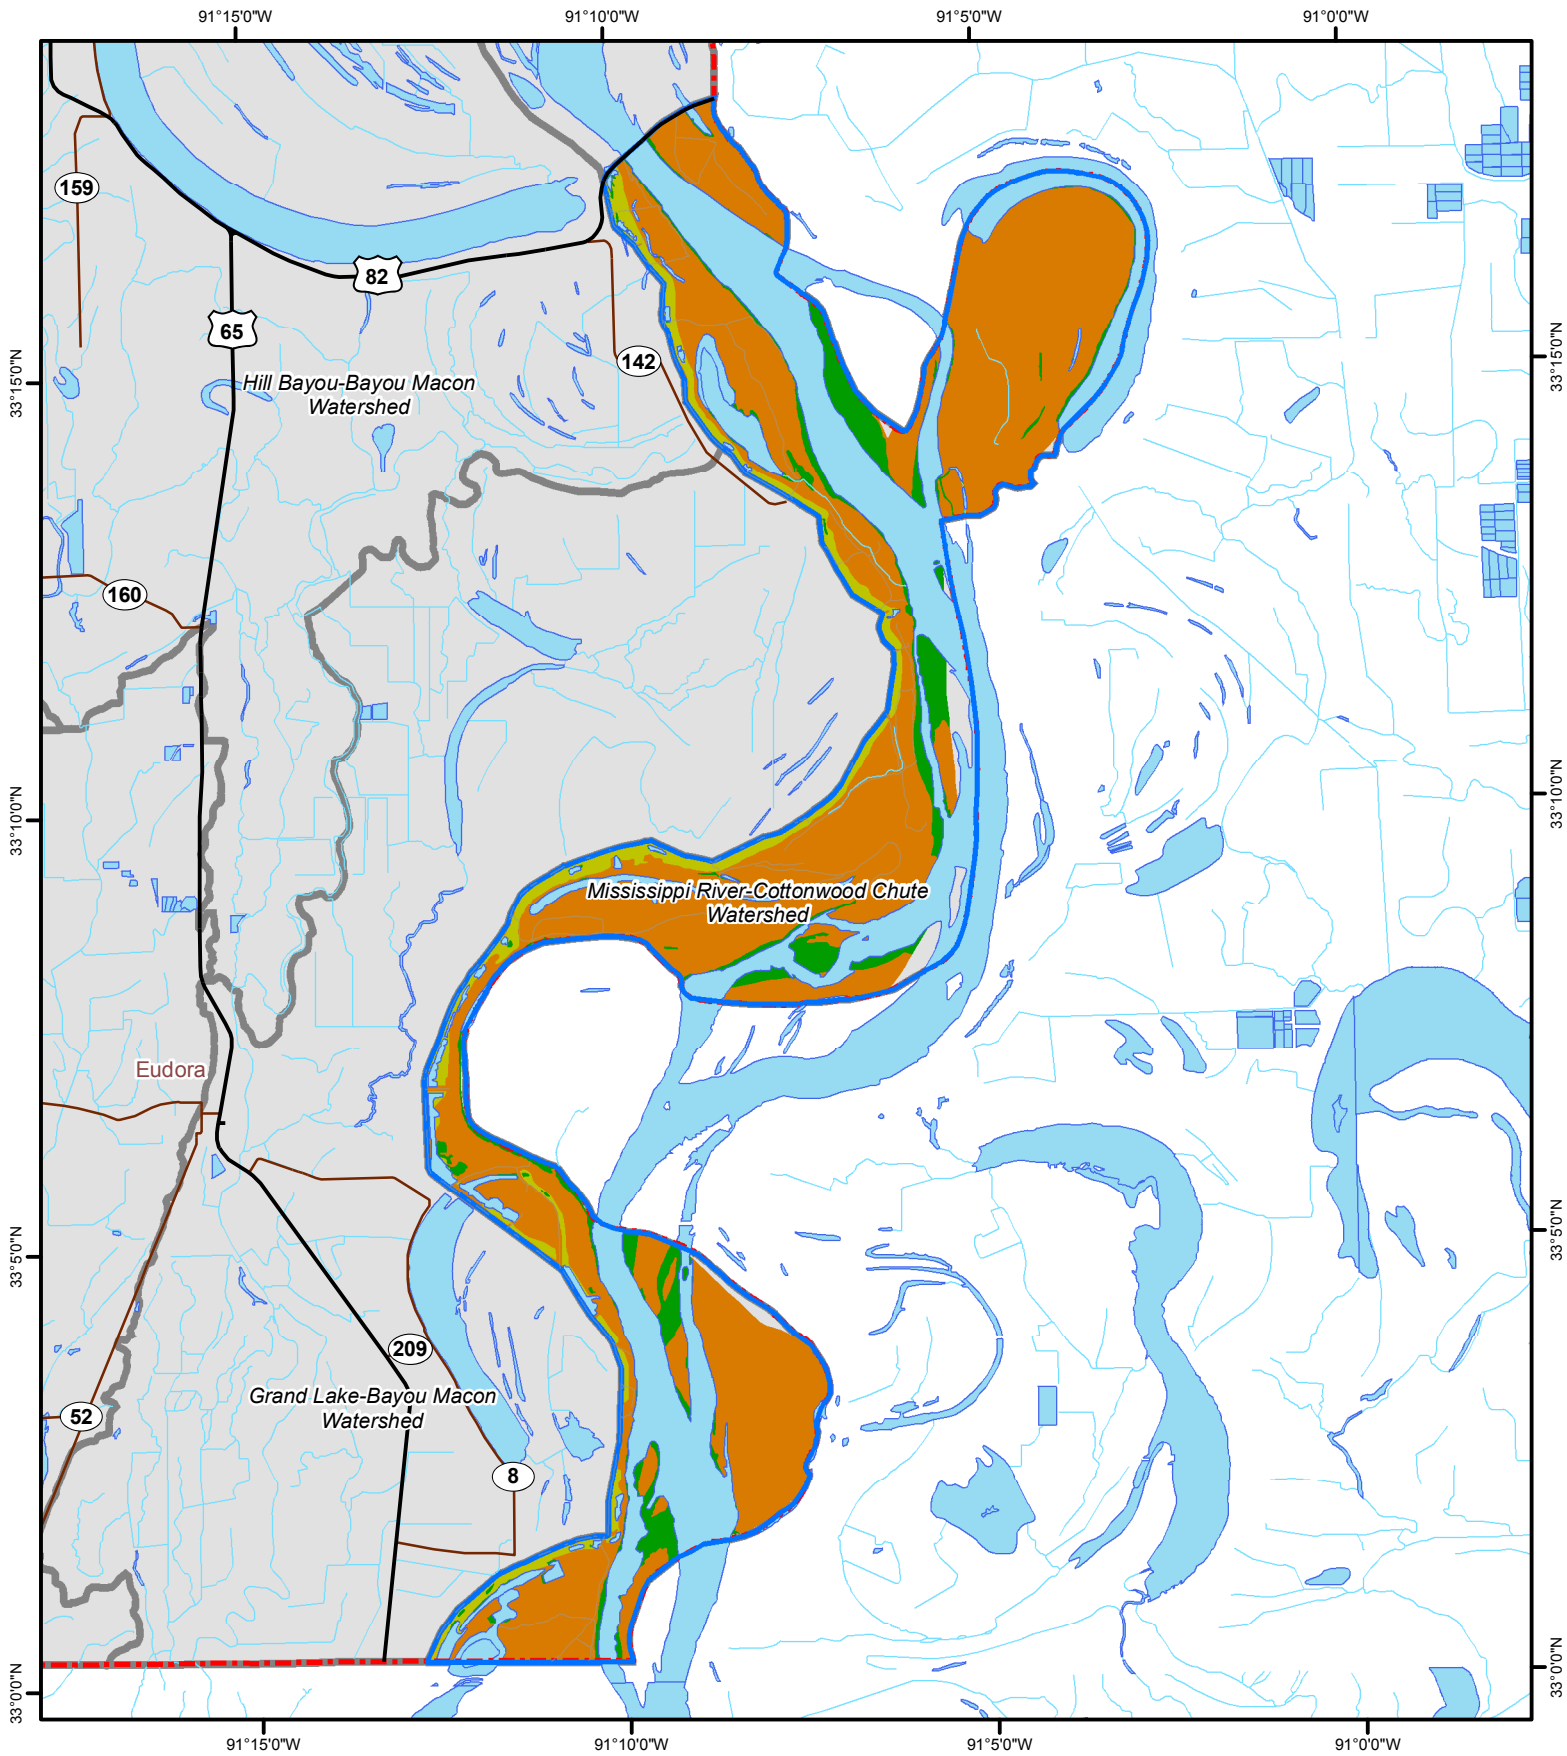 91°15'0"W
91°10'0"W
91°5'0"W
91°0'0"W
159
82
65
142
33°15'0"N
33°15'0"N
Hill Bayou-Bayou Macon
Watershed
160
33°10'0"N
33°10'0"N
Mississippi River-Cottonwood Chute
Watershed
Eudora
33°5'0"N
33°5'0"N
209
Grand Lake-Bayou Macon
Watershed
52
8
33°0'0"N
33°0'0"N
91°15'0"W
91°10'0"W
91°5'0"W
91°0'0"W